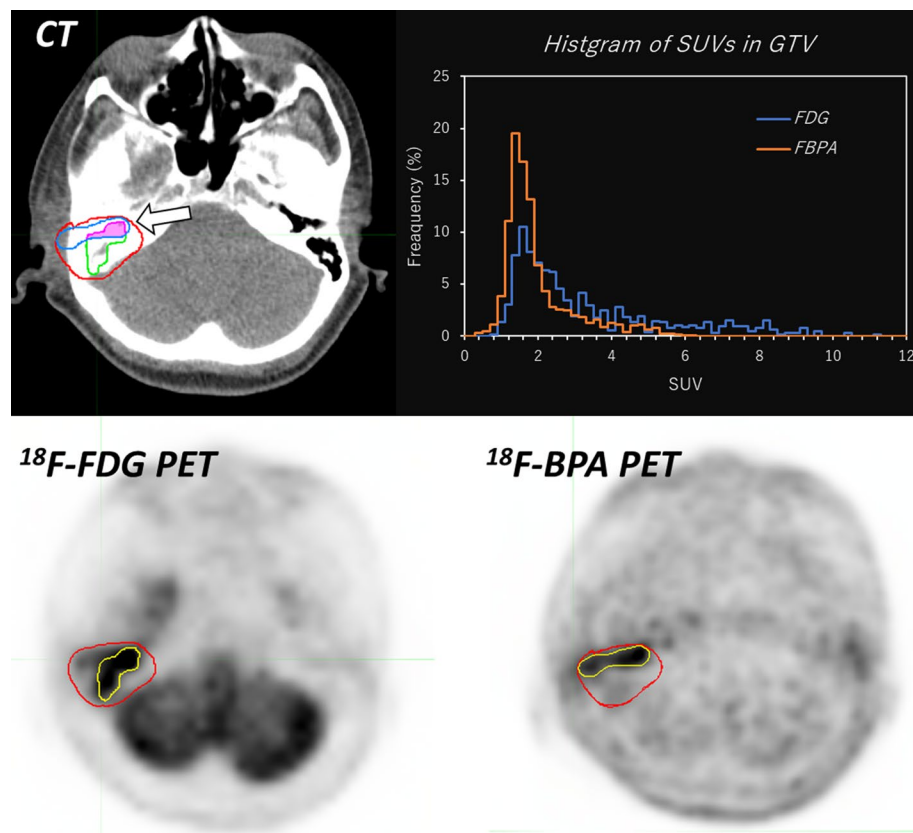 CT
Histgram of SUVs in GTV
25
20
15
10
5
0
Freaquency (%)
FDG
FBPA
0 2 4 6 8 10 12
SUV
¹⁸F-FDG PET
¹⁸F-BPA PET